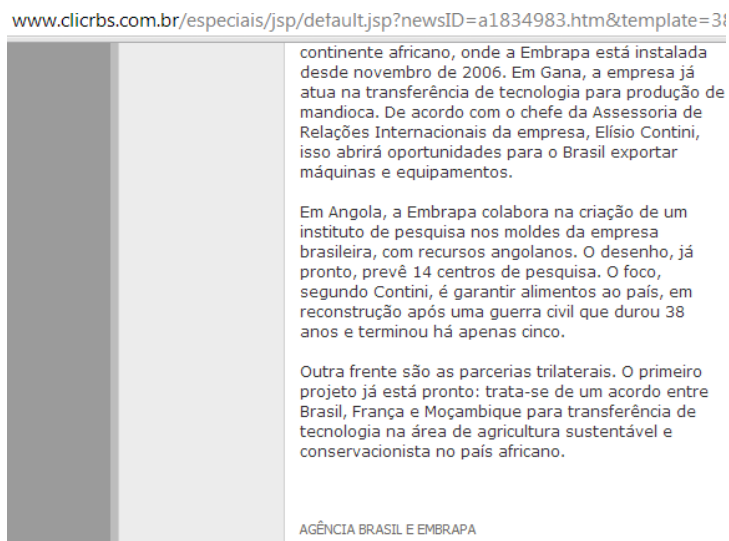 www.clicrbs.com.br/especiais/jsp/default.jsp?newsID=a1834983.htm&template=38
continente africano, onde a Embrapa está instalada
desde novembro de 2006. Em Gana, a empresa já
atua na transferência de tecnologia para produção de
mandioca. De acordo com o chefe da Assessoria de
Relações Internacionais da empresa, Elísio Contini,
isso abrirá oportunidades para o Brasil exportar
máquinas e equipamentos.
Em Angola, a Embrapa colabora na criação de um
instituto de pesquisa nos moldes da empresa
brasileira, com recursos angolanos. O desenho, já
pronto, prevê 14 centros de pesquisa. O foco,
segundo Contini, é garantir alimentos ao país, em
reconstrução após uma guerra civil que durou 38
anos e terminou há apenas cinco.
Outra frente são as parcerias trilaterais. O primeiro
projeto já está pronto: trata-se de um acordo entre
Brasil, França e Moçambique para transferência de
tecnologia na área de agricultura sustentável e
conservacionista no país africano.
AGÊNCIA BRASIL E EMBRAPA